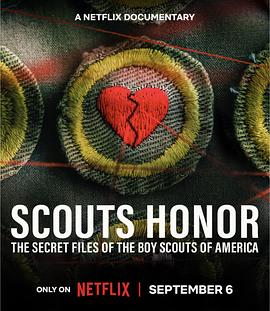 A NETFLIX DOCUMENTARY
SCOUTS HONOR
THE SECRET FILES OF THE BOY SCOUTS OF AMERICA
ONLY ON NETFLIX | SEPTEMBER 6